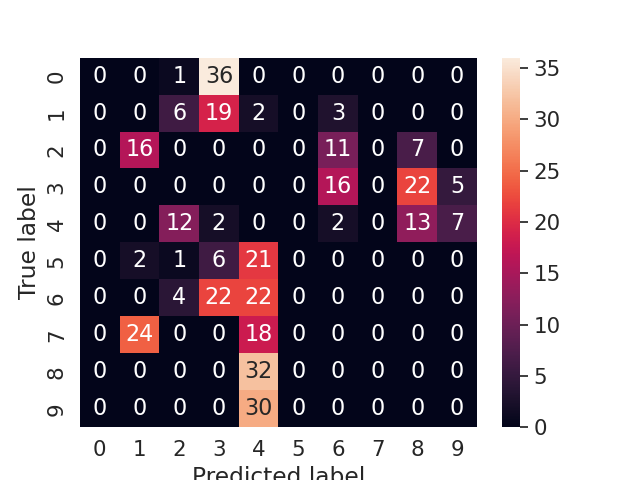 0 0 0 1 36 0 0 0 0 0 0
1 0 0 6 19 2 0 3 0 0 0
2 0 16 0 0 0 0 11 0 7 0
3 0 0 0 0 0 0 16 0 22 5
4 0 0 12 2 0 0 2 0 13 7
5 0 2 1 6 21 0 0 0 0 0
6 0 0 4 22 22 0 0 0 0 0
7 0 24 0 0 18 0 0 0 0 0
8 0 0 0 0 32 0 0 0 0 0
9 0 0 0 0 30 0 0 0 0 0
0 1 2 3 4 5 6 7 8 9
Predicted label
True label
35
30
25
20
15
10
5
0